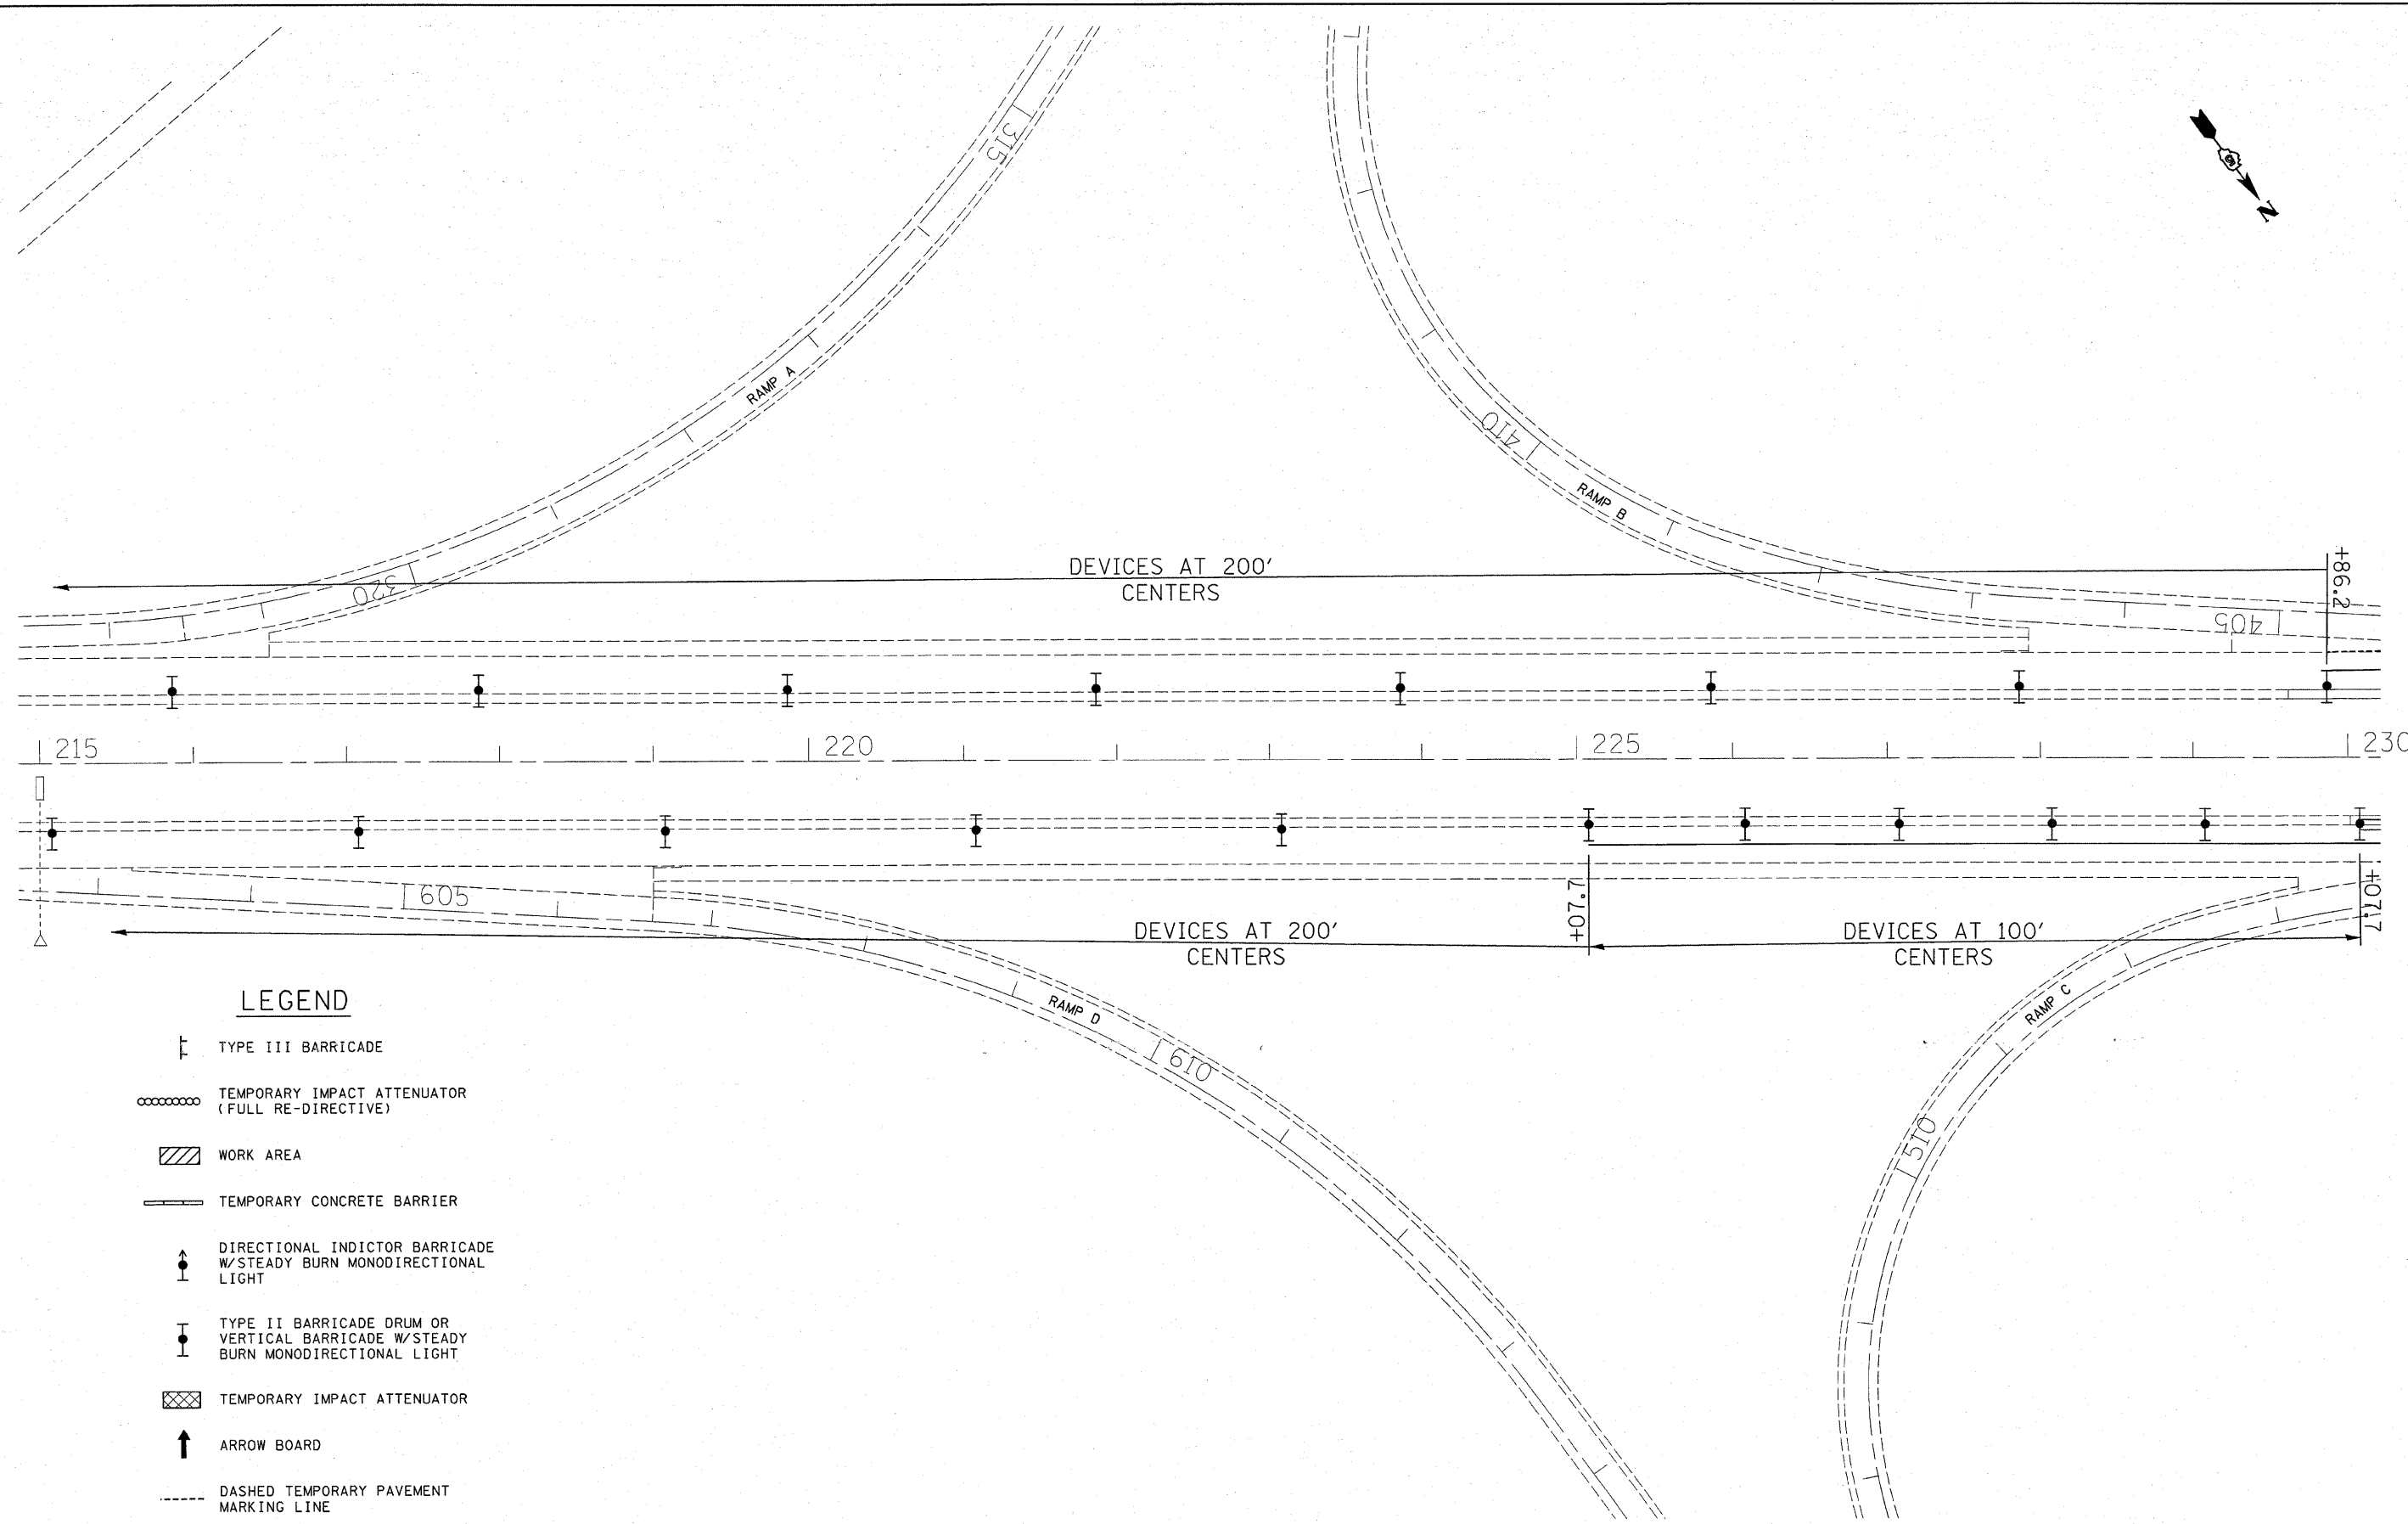 315
N
RAMP A
410
RAMP B
DEVICES AT 200'
CENTERS
+86.2
320
405
215
220
225
230
605
+07.7
+07.7
DEVICES AT 200'
CENTERS
DEVICES AT 100'
CENTERS
RAMP D
RAMP C
610
510
LEGEND
TYPE III BARRICADE
TEMPORARY IMPACT ATTENUATOR
(FULL RE-DIRECTIVE)
WORK AREA
TEMPORARY CONCRETE BARRIER
DIRECTIONAL INDICTOR BARRICADE
W/STEADY BURN MONODIRECTIONAL
LIGHT
TYPE II BARRICADE DRUM OR
VERTICAL BARRICADE W/STEADY
BURN MONODIRECTIONAL LIGHT
TEMPORARY IMPACT ATTENUATOR
ARROW BOARD
DASHED TEMPORARY PAVEMENT
MARKING LINE